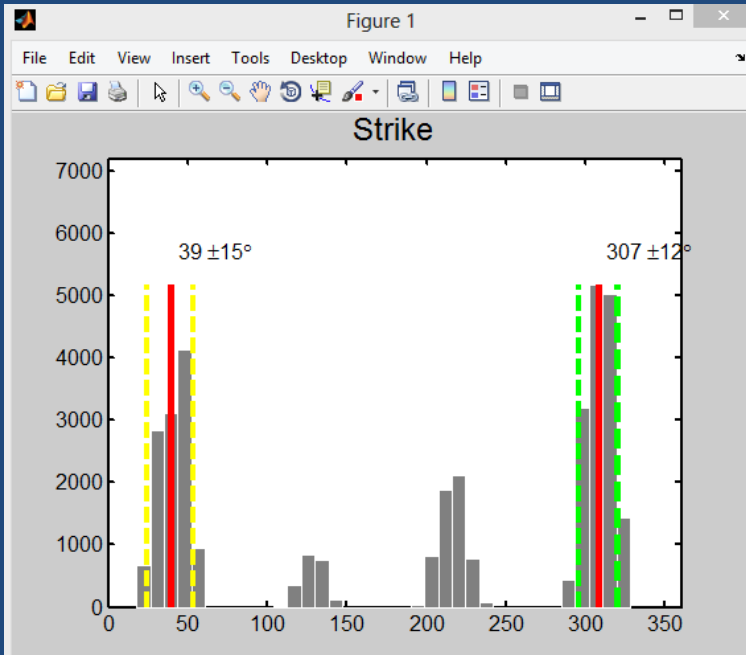 Figure 1
File Edit View Insert Tools Desktop Window Help
Strike
7000
6000
39 ±15°
307 ±12°
5000
4000
3000
2000
1000
0
0 50 100 150 200 250 300 350